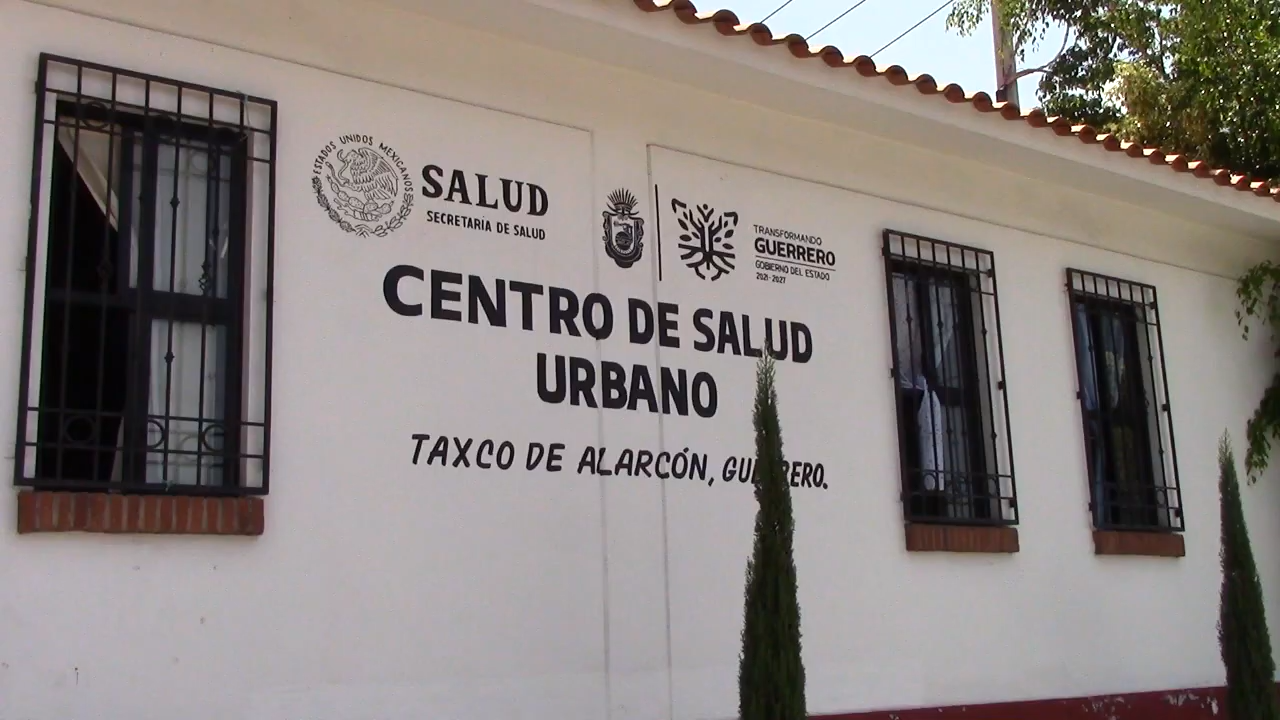 ESTADOS UNIDOS MEXICANOS
SALUD
SECRETARÍA DE SALUD
TRANSFORMANDO
GUERRERO
GOBIERNO DEL ESTADO
2021 - 2027
CENTRO DE SALUD
URBANO
TAXCO DE ALARCÓN, GUERRERO.